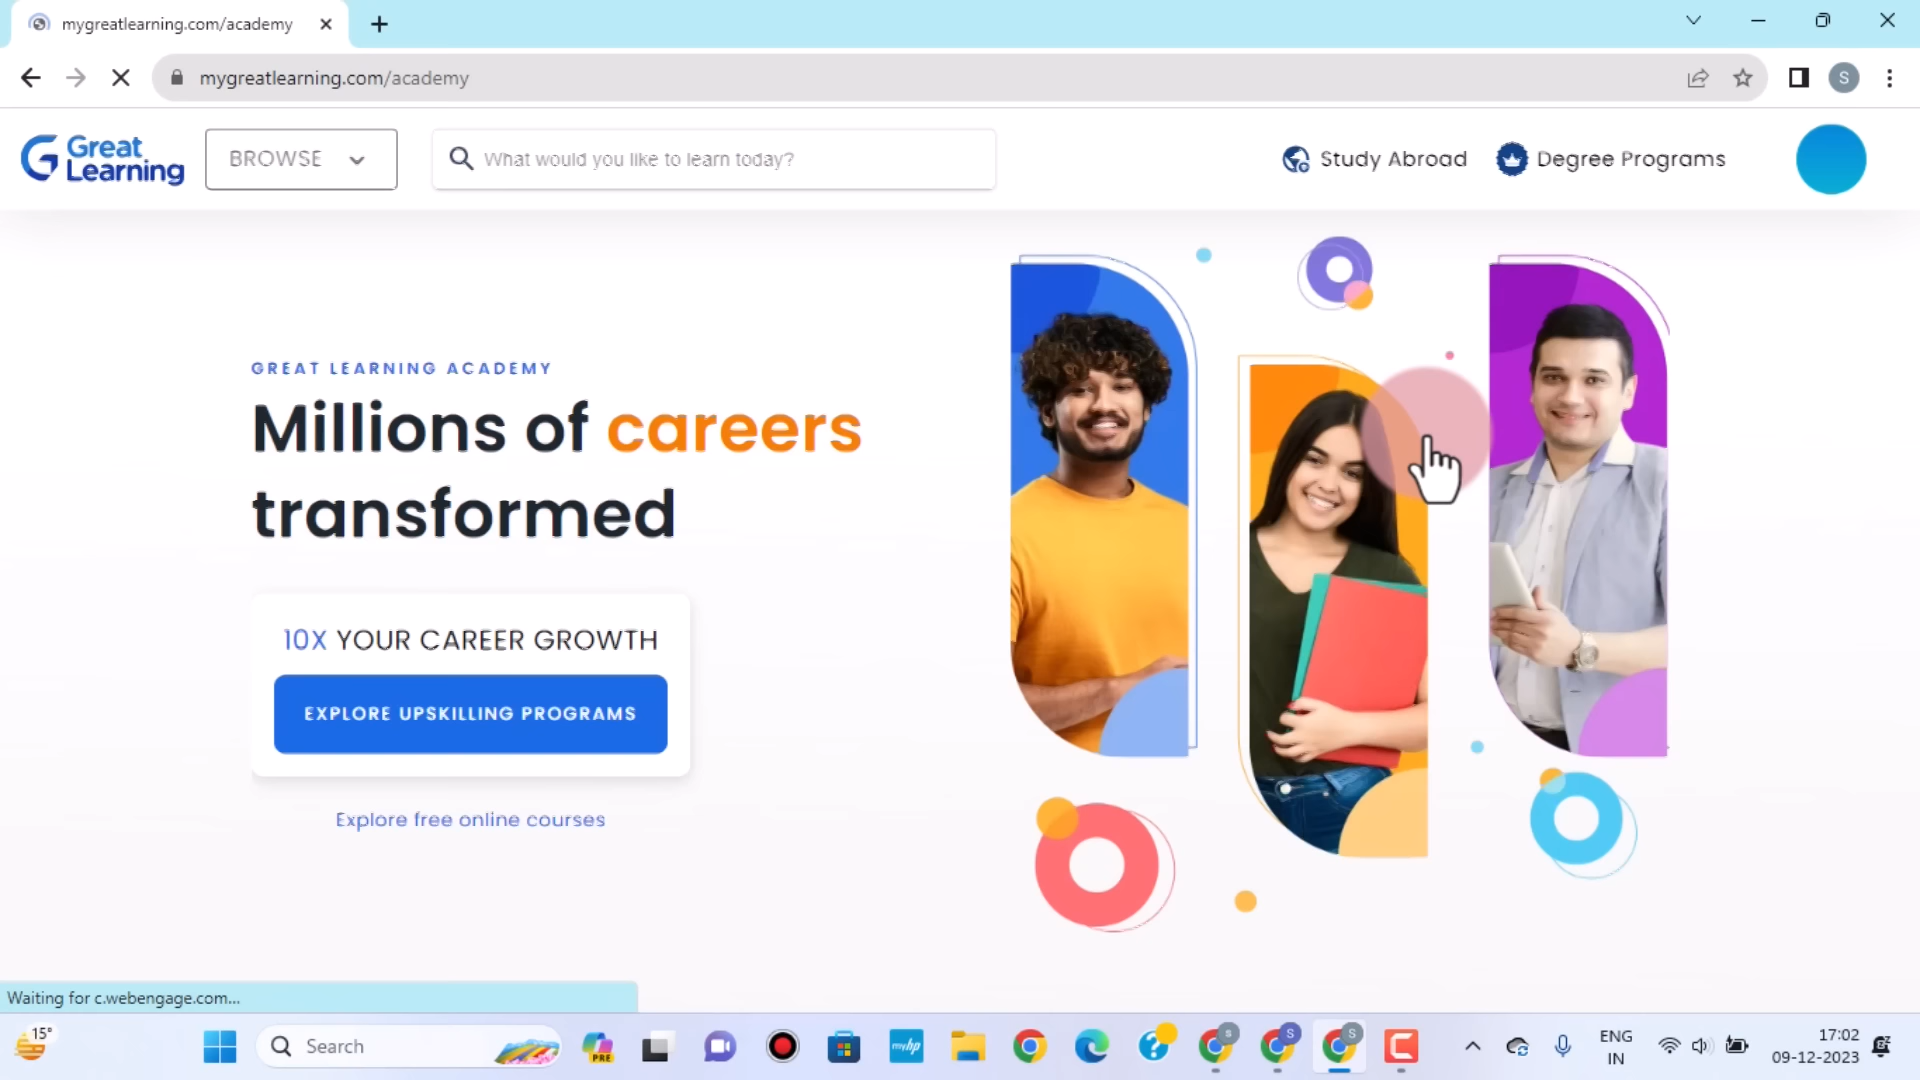 mygreatlearning.com/academy
mygreatlearning.com/academy
S
Great
Learning
BROWSE
What would you like to learn today?
Study Abroad
Degree Programs
GREAT LEARNING ACADEMY
Millions of careers
transformed
10X YOUR CAREER GROWTH
EXPLORE UPSKILLING PROGRAMS
Explore free online courses
Waiting for c.webengage.com...
15°
Search
PRE
myhp
S
S
S
ENG
IN
17:02
09-12-2023